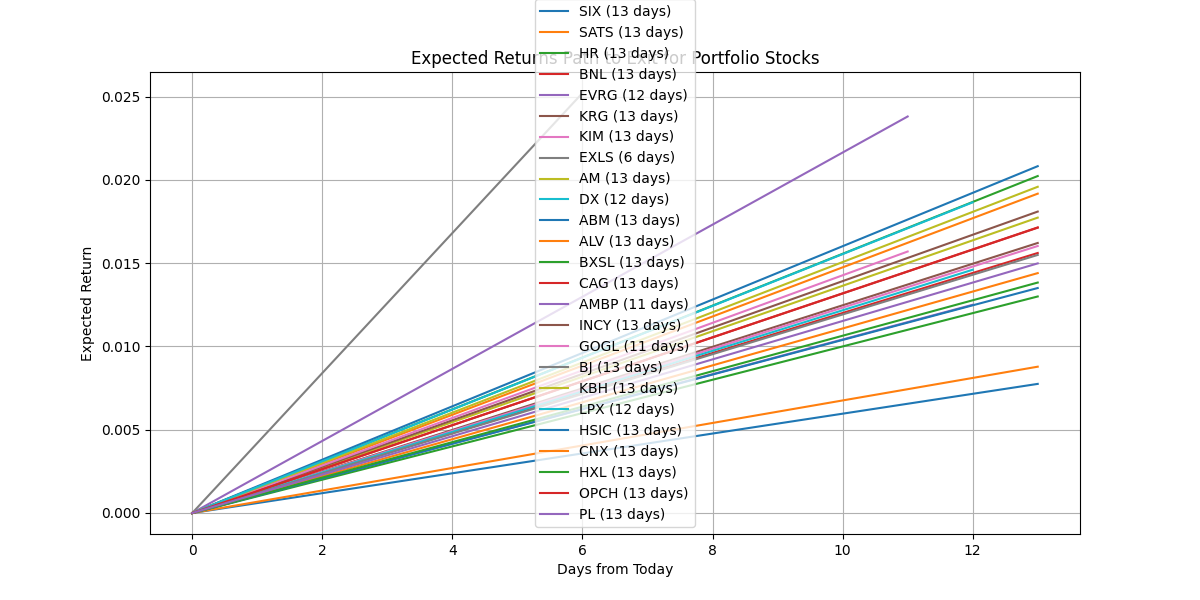 Expected Returns Path to Exit for Portfolio Stocks
SIX (13 days)
SATS (13 days)
HR (13 days)
BNL (13 days)
EVRG (12 days)
KRG (13 days)
KIM (13 days)
EXLS (6 days)
AM (13 days)
DX (12 days)
ABM (13 days)
ALV (13 days)
BXSL (13 days)
CAG (13 days)
AMBP (11 days)
INCY (13 days)
GOGL (11 days)
BJ (13 days)
KBH (13 days)
LPX (12 days)
HSIC (13 days)
CNX (13 days)
HXL (13 days)
OPCH (13 days)
PL (13 days)
Expected Return
0.025
0.020
0.015
0.010
0.005
0.000
0 2 4 6 8 10 12
Days from Today